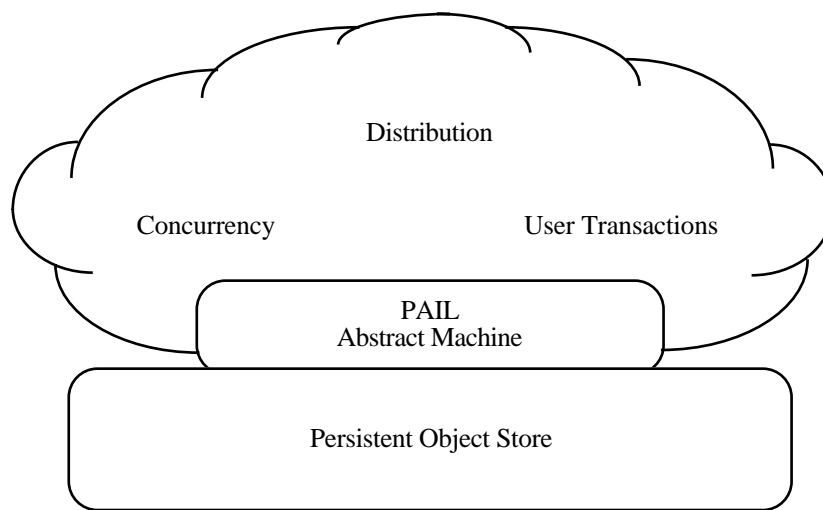 Distribution
Concurrency
User Transactions
PAIL
Abstract Machine
Persistent Object Store